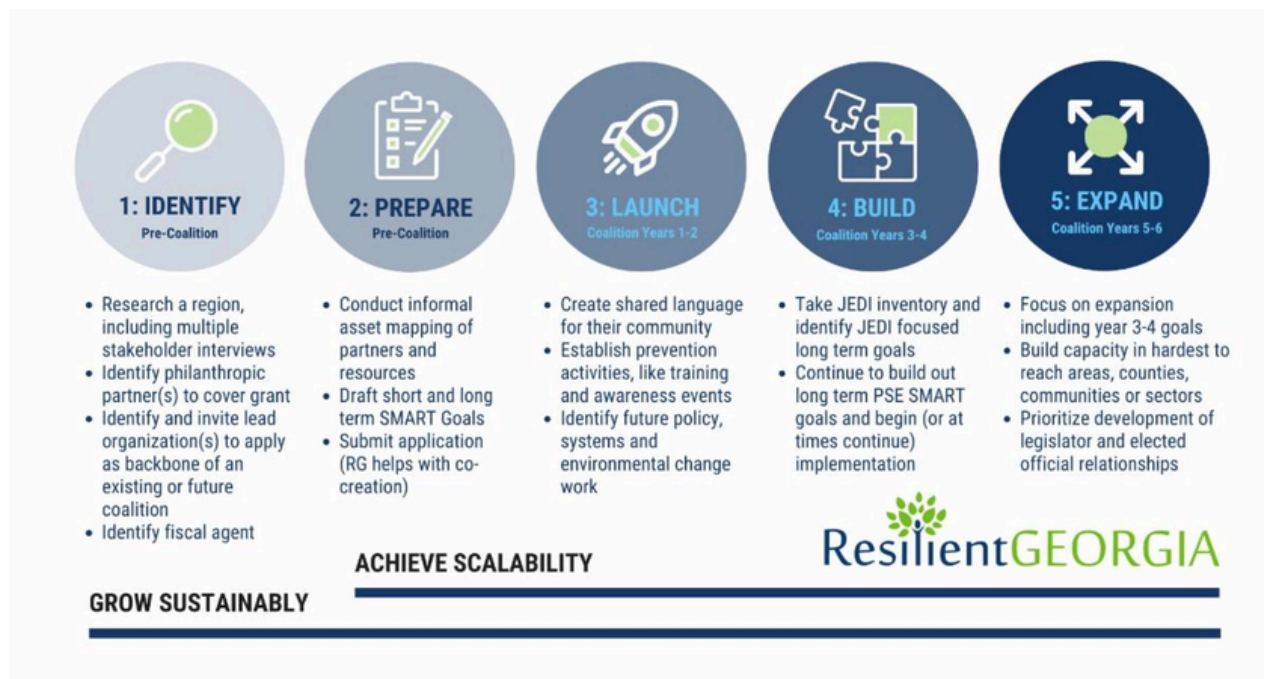 1: IDENTIFY
Pre-Coalition
• Research a region,
including multiple
stakeholder interviews
• Identify philanthropic
partner(s) to cover grant
• Identify and invite lead
organization(s) to apply
as backbone of an
existing or future
coalition
• Identify fiscal agent
2: PREPARE
Pre-Coalition
• Conduct informal
asset mapping of
partners and
resources
• Draft short and long
term SMART Goals
• Submit application
(RG helps with co-
creation)
3: LAUNCH
Coalition Years 1-2
• Create shared language
for their community
• Establish prevention
activities, like training
and awareness events
• Identify future policy,
systems and
environmental change
work
4: BUILD
Coalition Years 3-4
• Take JEDI inventory and
identify JEDI focused
long term goals
• Continue to build out
long term PSE SMART
goals and begin (or at
times continue)
implementation
5: EXPAND
Coalition Years 5-6
• Focus on expansion
including year 3-4 goals
• Build capacity in hardest to
reach areas, counties,
communities or sectors
• Prioritize development of
legislator and elected
official relationships
ResilientGEORGIA
ACHIEVE SCALABILITY
GROW SUSTAINABLY